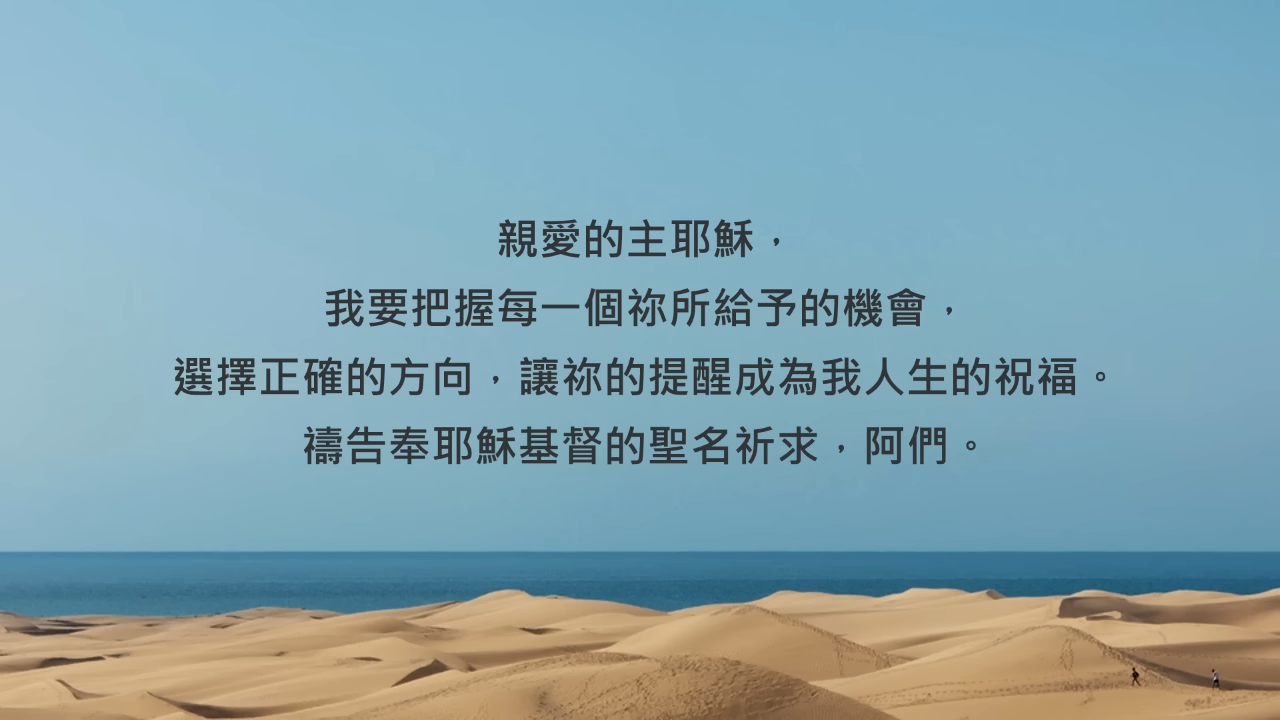 親愛的主耶穌，
我要把握每一個祢所給予的機會，
選擇正確的方向，讓祢的提醒成為我人生的祝福。
禱告奉耶穌基督的聖名祈求，阿們。